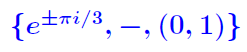 {e^{±πi/3}, −, (0, 1)}